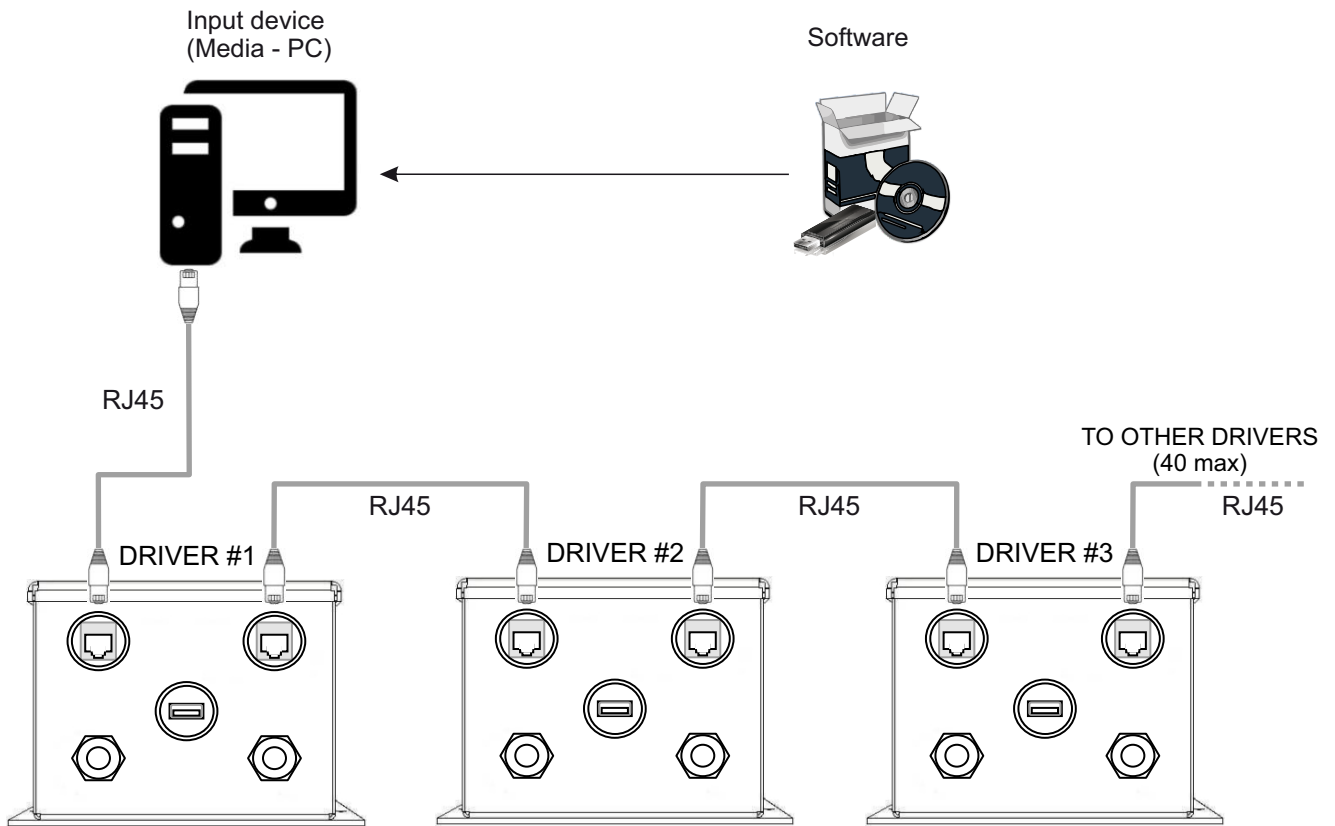 Input device
(Media - PC)
Software
RJ45
TO OTHER DRIVERS
(40 max)
RJ45
RJ45
RJ45
DRIVER #1
DRIVER #2
DRIVER #3